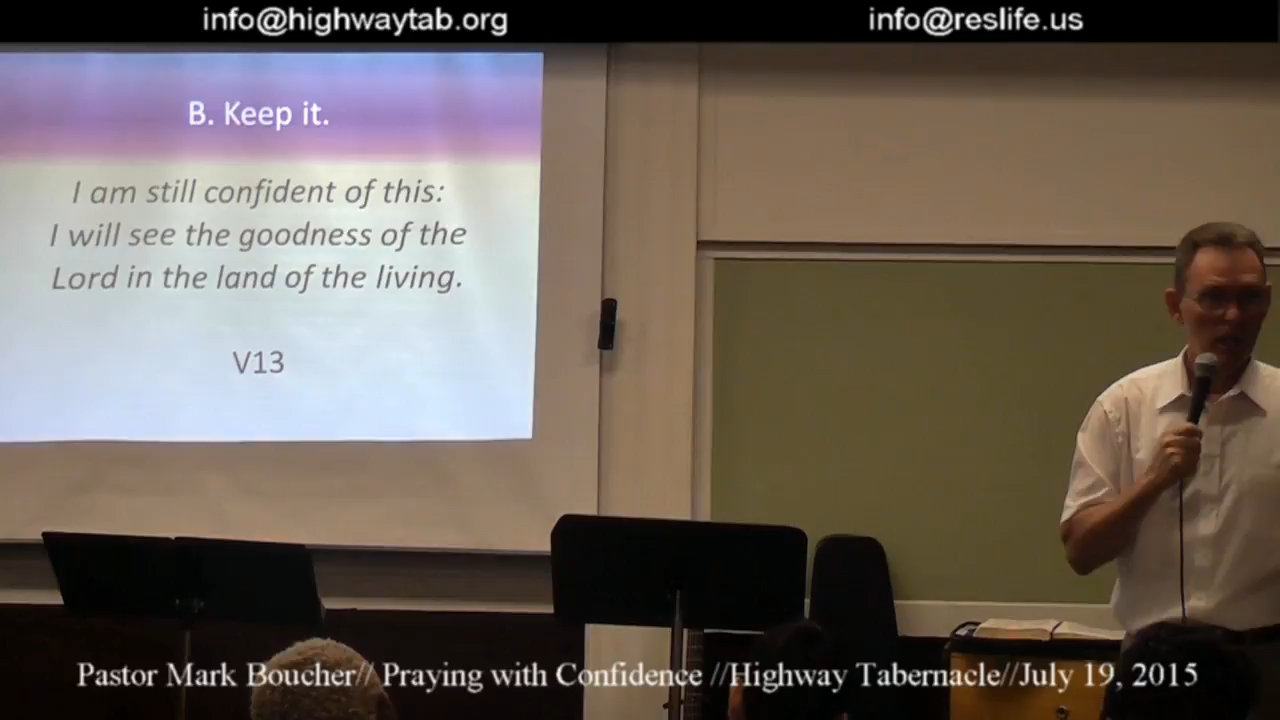 info@highwaytab.org
info@reslife.us
B. Keep it.
I am still confident of this:
I will see the goodness of the
Lord in the land of the living.
V13
Pastor Mark Boucher// Praying with Confidence //Highway Tabernacle//July 19, 2015